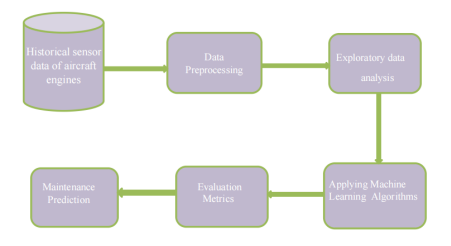 Historical sensor
data of aircraft
engines
Data
Preprocessing
Exploratory data
analysis
Applying Machine
Learning Algorithms
Evaluation
Metrics
Maintenance
Prediction